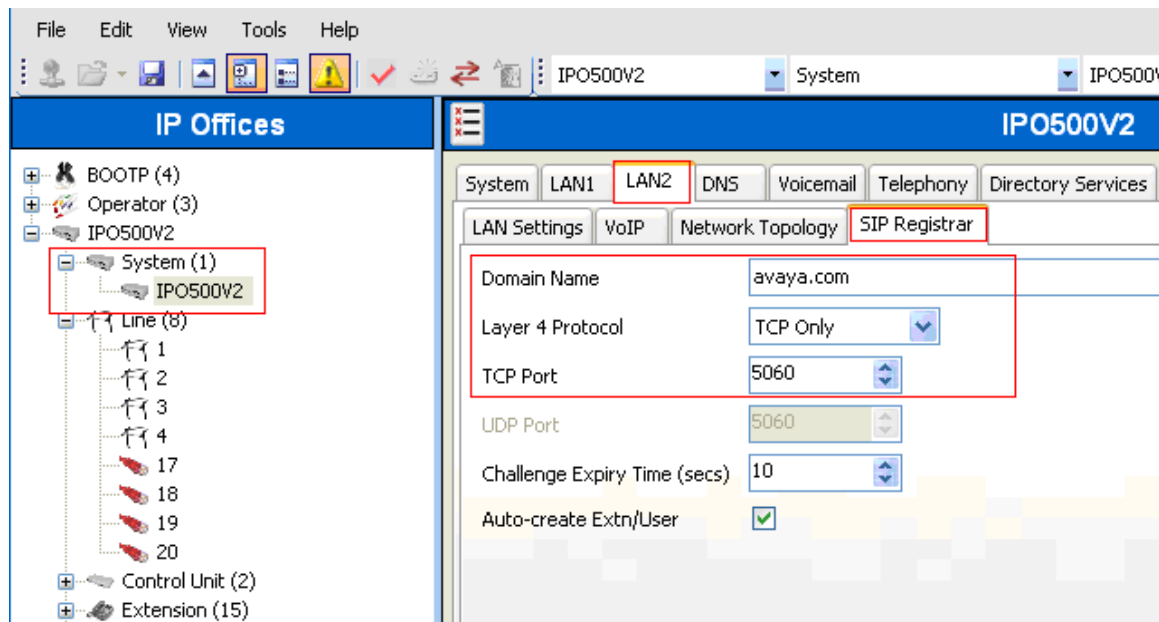 File Edit View Tools Help
IPO500V2 System IPO500V
IP Offices
IPO500V2
BOOTP (4)
Operator (3)
IPO500V2
System (1)
IPO500V2
Line (8)
1
2
3
4
17
18
19
20
Control Unit (2)
Extension (15)
System LAN1 LAN2 DNS Voicemail Telephony Directory Services
LAN Settings VoIP Network Topology SIP Registrar
Domain Name avaya.com
Layer 4 Protocol TCP Only
TCP Port 5060
UDP Port 5060
Challenge Expiry Time (secs) 10
Auto-create Extn/User